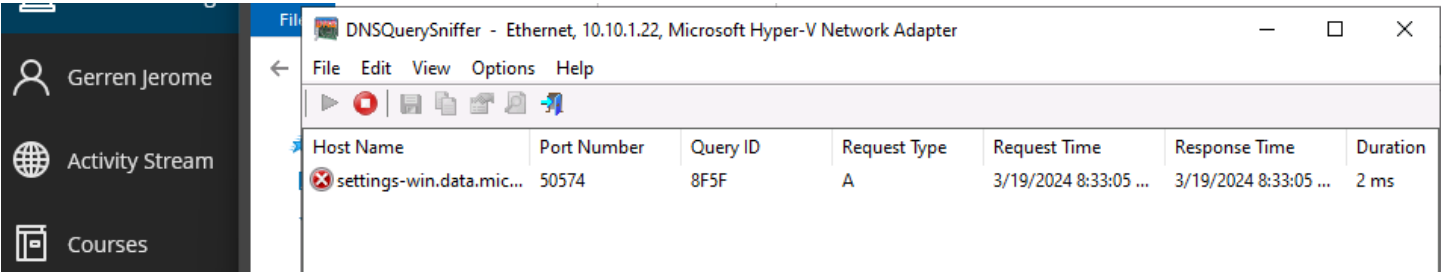 File
DNSQuerySniffer - Ethernet, 10.10.1.22, Microsoft Hyper-V Network Adapter
Gerren Jerome
File Edit View Options Help
Activity Stream
Host Name Port Number Query ID Request Type Request Time Response Time Duration
settings-win.data.mic... 50574 8F5F A 3/19/2024 8:33:05 ... 3/19/2024 8:33:05 ... 2 ms
Courses